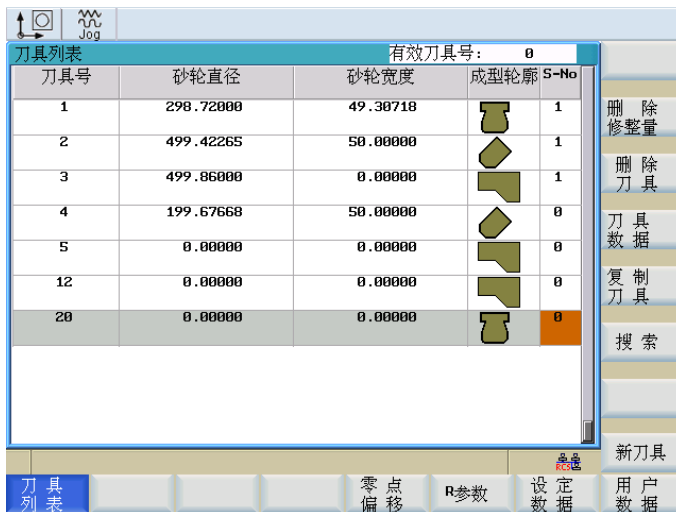 Jog
刀具列表 有效刀具号: 0
刀具号 砂轮直径 砂轮宽度 成型轮廓 S-No
1 298.72000 49.30718 1
2 499.42265 50.00000 1
3 499.86000 0.00000 1
4 199.67668 50.00000 0
5 0.00000 0.00000 0
12 0.00000 0.00000 0
20 0.00000 0.00000 0
删 除
修整量
删 除
刀 具
刀 具
数 据
复 制
刀 具
搜 索
新刀具
RCS
刀 具
列 表
零 点
偏 移
R参数
设 定
数 据
用 户
数 据